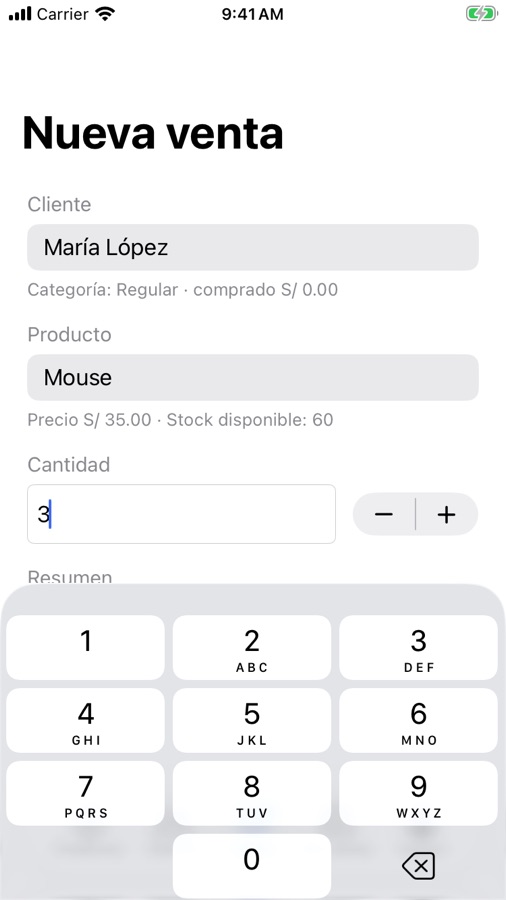 Carrier 9:41 AM
Nueva venta
Cliente
María López
Categoría: Regular · comprado S/ 0.00
Producto
Mouse
Precio S/ 35.00 · Stock disponible: 60
Cantidad
3
Resumen
1 2 3
ABC DEF
4 5 6
GHI JKL MNO
7 8 9
PQRS TUV WXYZ
0